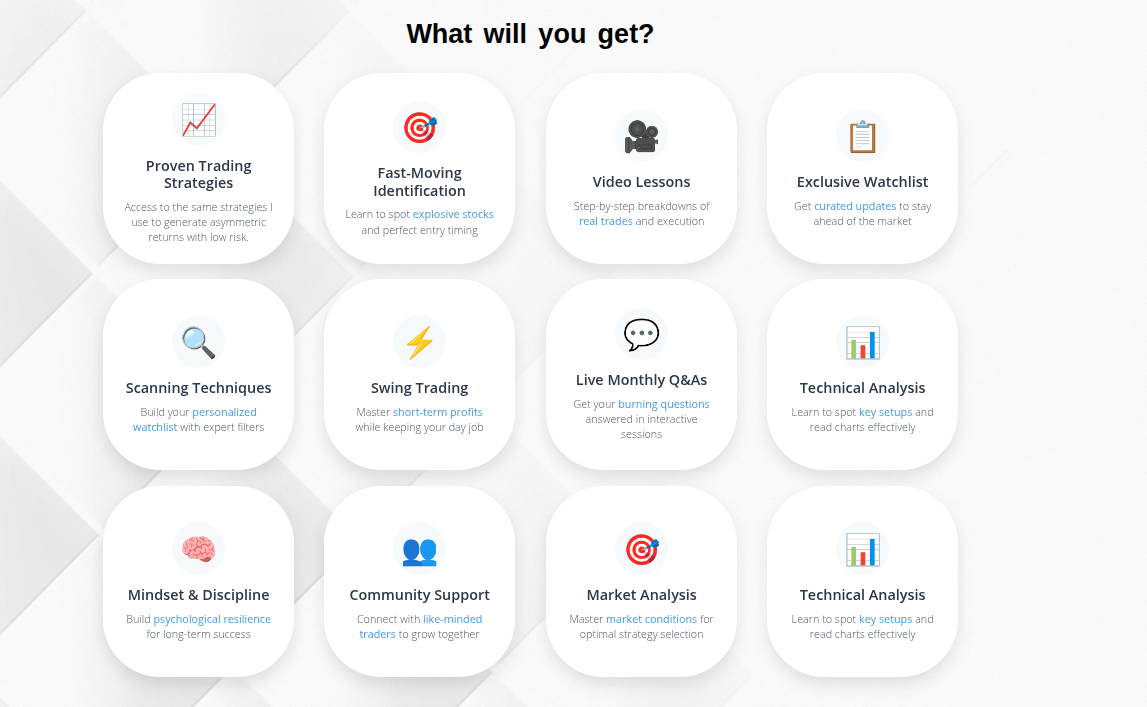 What will you get?
Proven Trading
Strategies
Access to the same strategies I
use to generate asymmetric
returns with low risk.
Fast-Moving
Identification
Learn to spot explosive stocks
and perfect entry timing
Video Lessons
Step-by-step breakdowns of
real trades and execution
Exclusive Watchlist
Get curated updates to stay
ahead of the market
Scanning Techniques
Build your personalized
watchlist with expert filters
Swing Trading
Master short-term profits
while keeping your day job
Live Monthly Q&As
Get your burning questions
answered in interactive
sessions
Technical Analysis
Learn to spot key setups and
read charts effectively
Mindset & Discipline
Build psychological resilience
for long-term success
Community Support
Connect with like-minded
traders to grow together
Market Analysis
Master market conditions for
optimal strategy selection
Technical Analysis
Learn to spot key setups and
read charts effectively